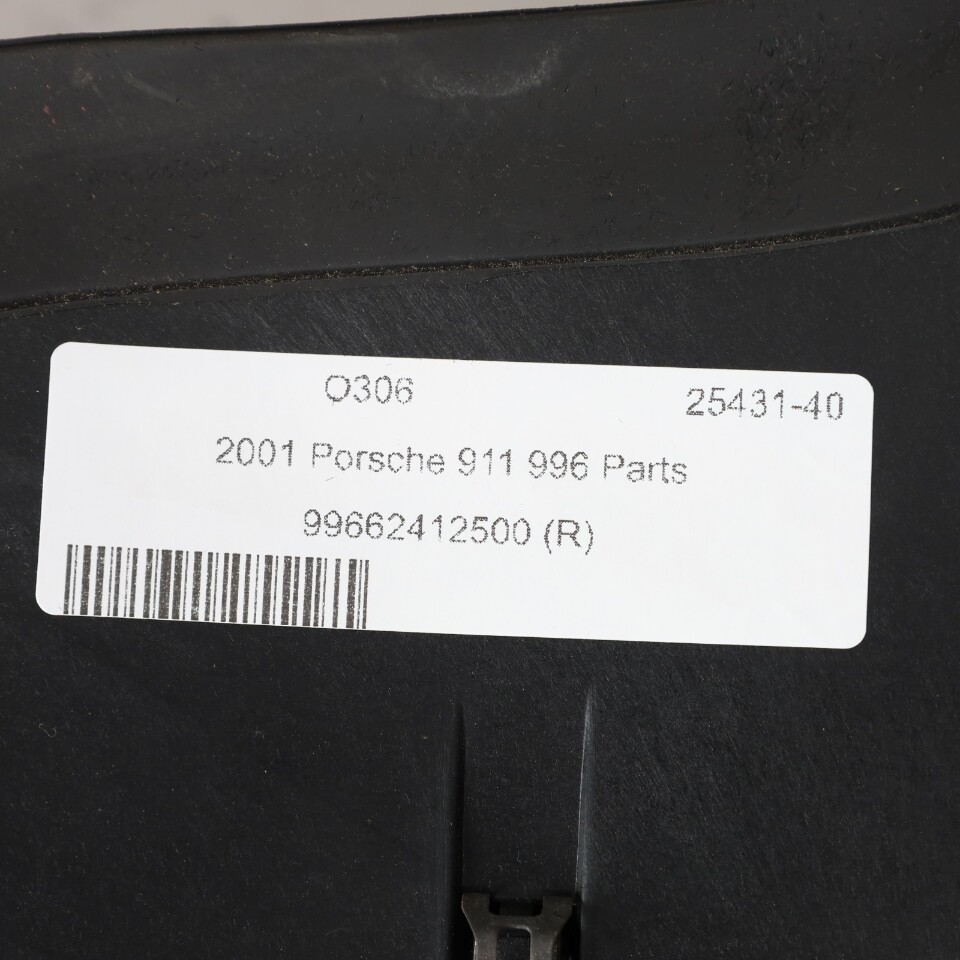 O306 25431-40
2001 Porsche 911 996 Parts
99662412500 (R)